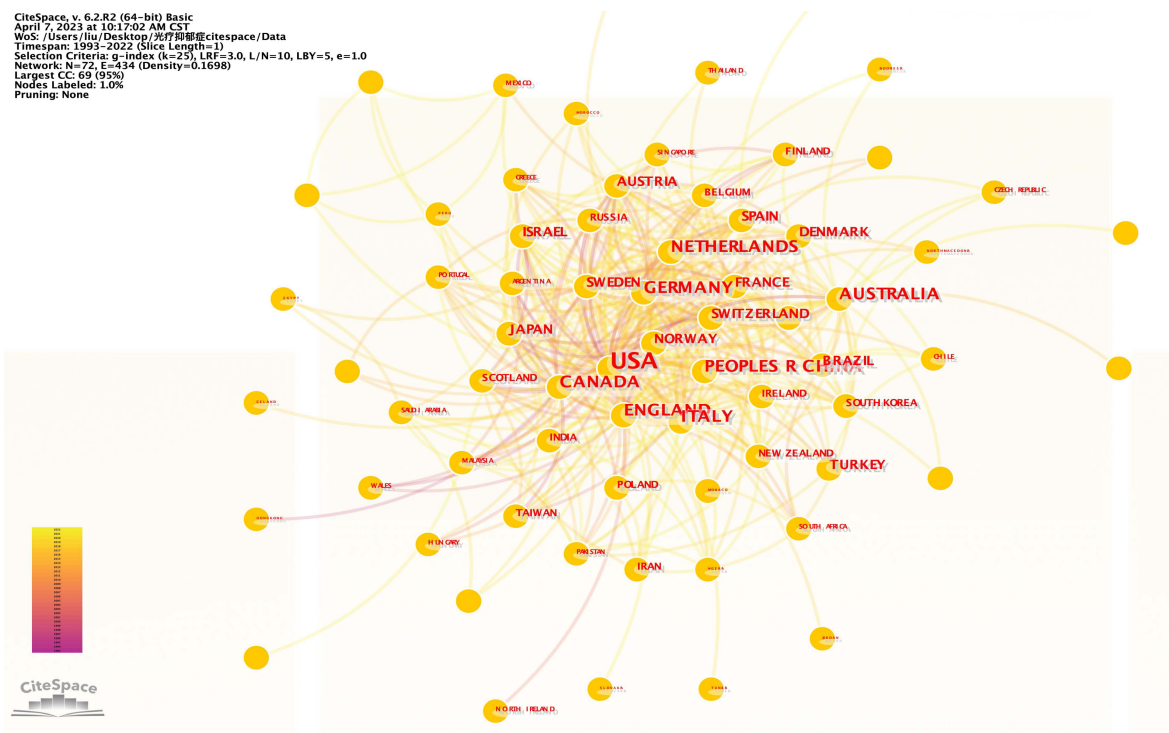 CiteSpace, v. 6.2.R2 (64-bit) Basic
April 7, 2023 at 10:17:02 AM CST
WoS: /Users/liu/Desktop/光疗抑郁症citespace/Data
Timespan: 1993-2022 (Slice Length=1)
Selection Criteria: g-index (k=25), LRF=3.0, L/N=10, LBY=5, e=1.0
Network: N=72, E=434 (Density=0.1698)
Largest CC: 69 (95%)
Nodes Labeled: 1.0%
Pruning: None
THAILAND
MEXICO
MOROCCO
SINGAPORE
FINLAND
GREECE
AUSTRIA
BELGIUM
CZECH REPUBLIC
RUSSIA
SPAIN
ISRAEL
DENMARK
NETHERLANDS
PORTUGAL
ARGENTINA
SWEDEN
GERMANY
FRANCE
AUSTRALIA
EGYPT
SWITZERLAND
JAPAN
NORWAY
USA
PEOPLES R CHINA
BRAZIL
CHILE
SCOTLAND
CANADA
IRELAND
SOUTH KOREA
SAUDI ARABIA
ENGLAND
ITALY
INDIA
NEW ZEALAND
TURKEY
MALAYSIA
WALES
POLAND
MONACO
TAIWAN
SOUTH AFRICA
HUNGARY
PAKISTAN
IRAN
NORTH IRELAND
CiteSpace